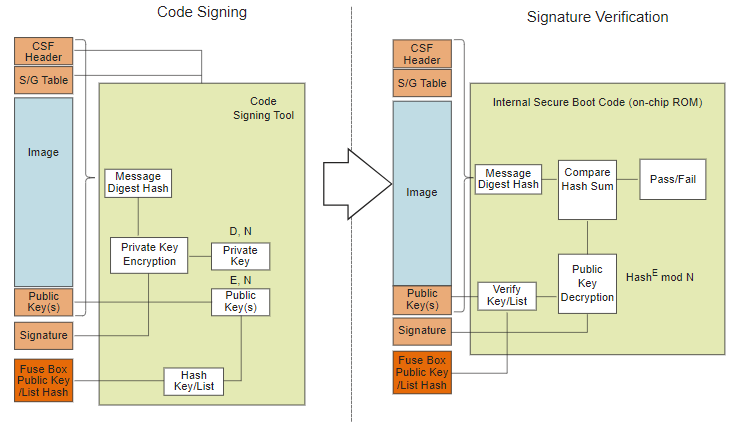 Code Signing
CSF
Header
S/G Table
Image
Public
Key(s)
Signature
Fuse Box
Public Key
/List Hash
Code
Signing Tool
Message
Digest Hash
D, N
Private Key
Encryption
Private
Key
E, N
Public
Key(s)
Hash
Key/List
Signature Verification
CSF
Header
S/G Table
Image
Public
Key(s)
Signature
Fuse Box
Public Key
/List Hash
Internal Secure Boot Code (on-chip ROM)
Message
Digest Hash
Compare
Hash Sum
Pass/Fail
Verify
Key/List
Public
Key
Decryption
Hash^E mod N